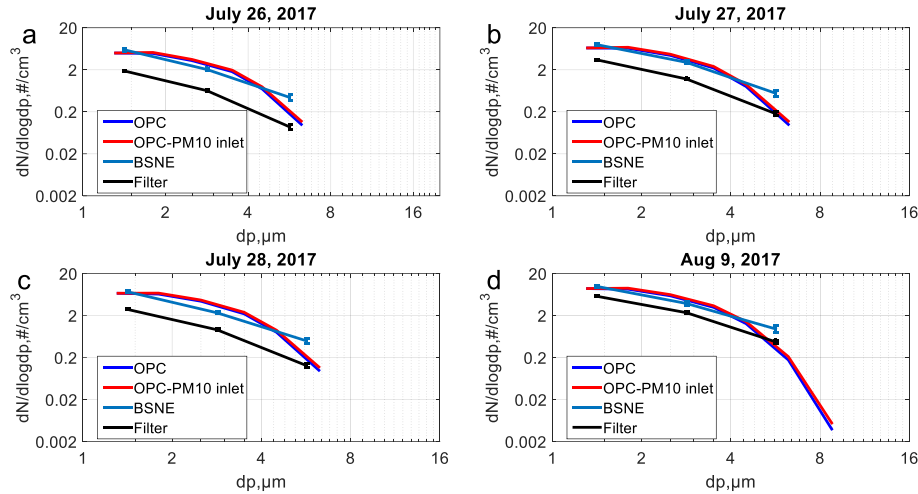 July 26, 2017
a
20
2
0.2
0.02
0.002
dN/dlogdp,#/cm³
OPC
OPC-PM10 inlet
BSNE
Filter
1
2
4
8
16
dp,µm
July 27, 2017
b
20
2
0.2
0.02
0.002
dN/dlogdp,#/cm³
OPC
OPC-PM10 inlet
BSNE
Filter
1
2
4
8
16
dp,µm
July 28, 2017
c
20
2
0.2
0.02
0.002
dN/dlogdp,#/cm³
OPC
OPC-PM10 inlet
BSNE
Filter
1
2
4
8
16
dp,µm
Aug 9, 2017
d
20
2
0.2
0.02
0.002
dN/dlogdp,#/cm³
OPC
OPC-PM10 inlet
BSNE
Filter
1
2
4
8
16
dp,µm